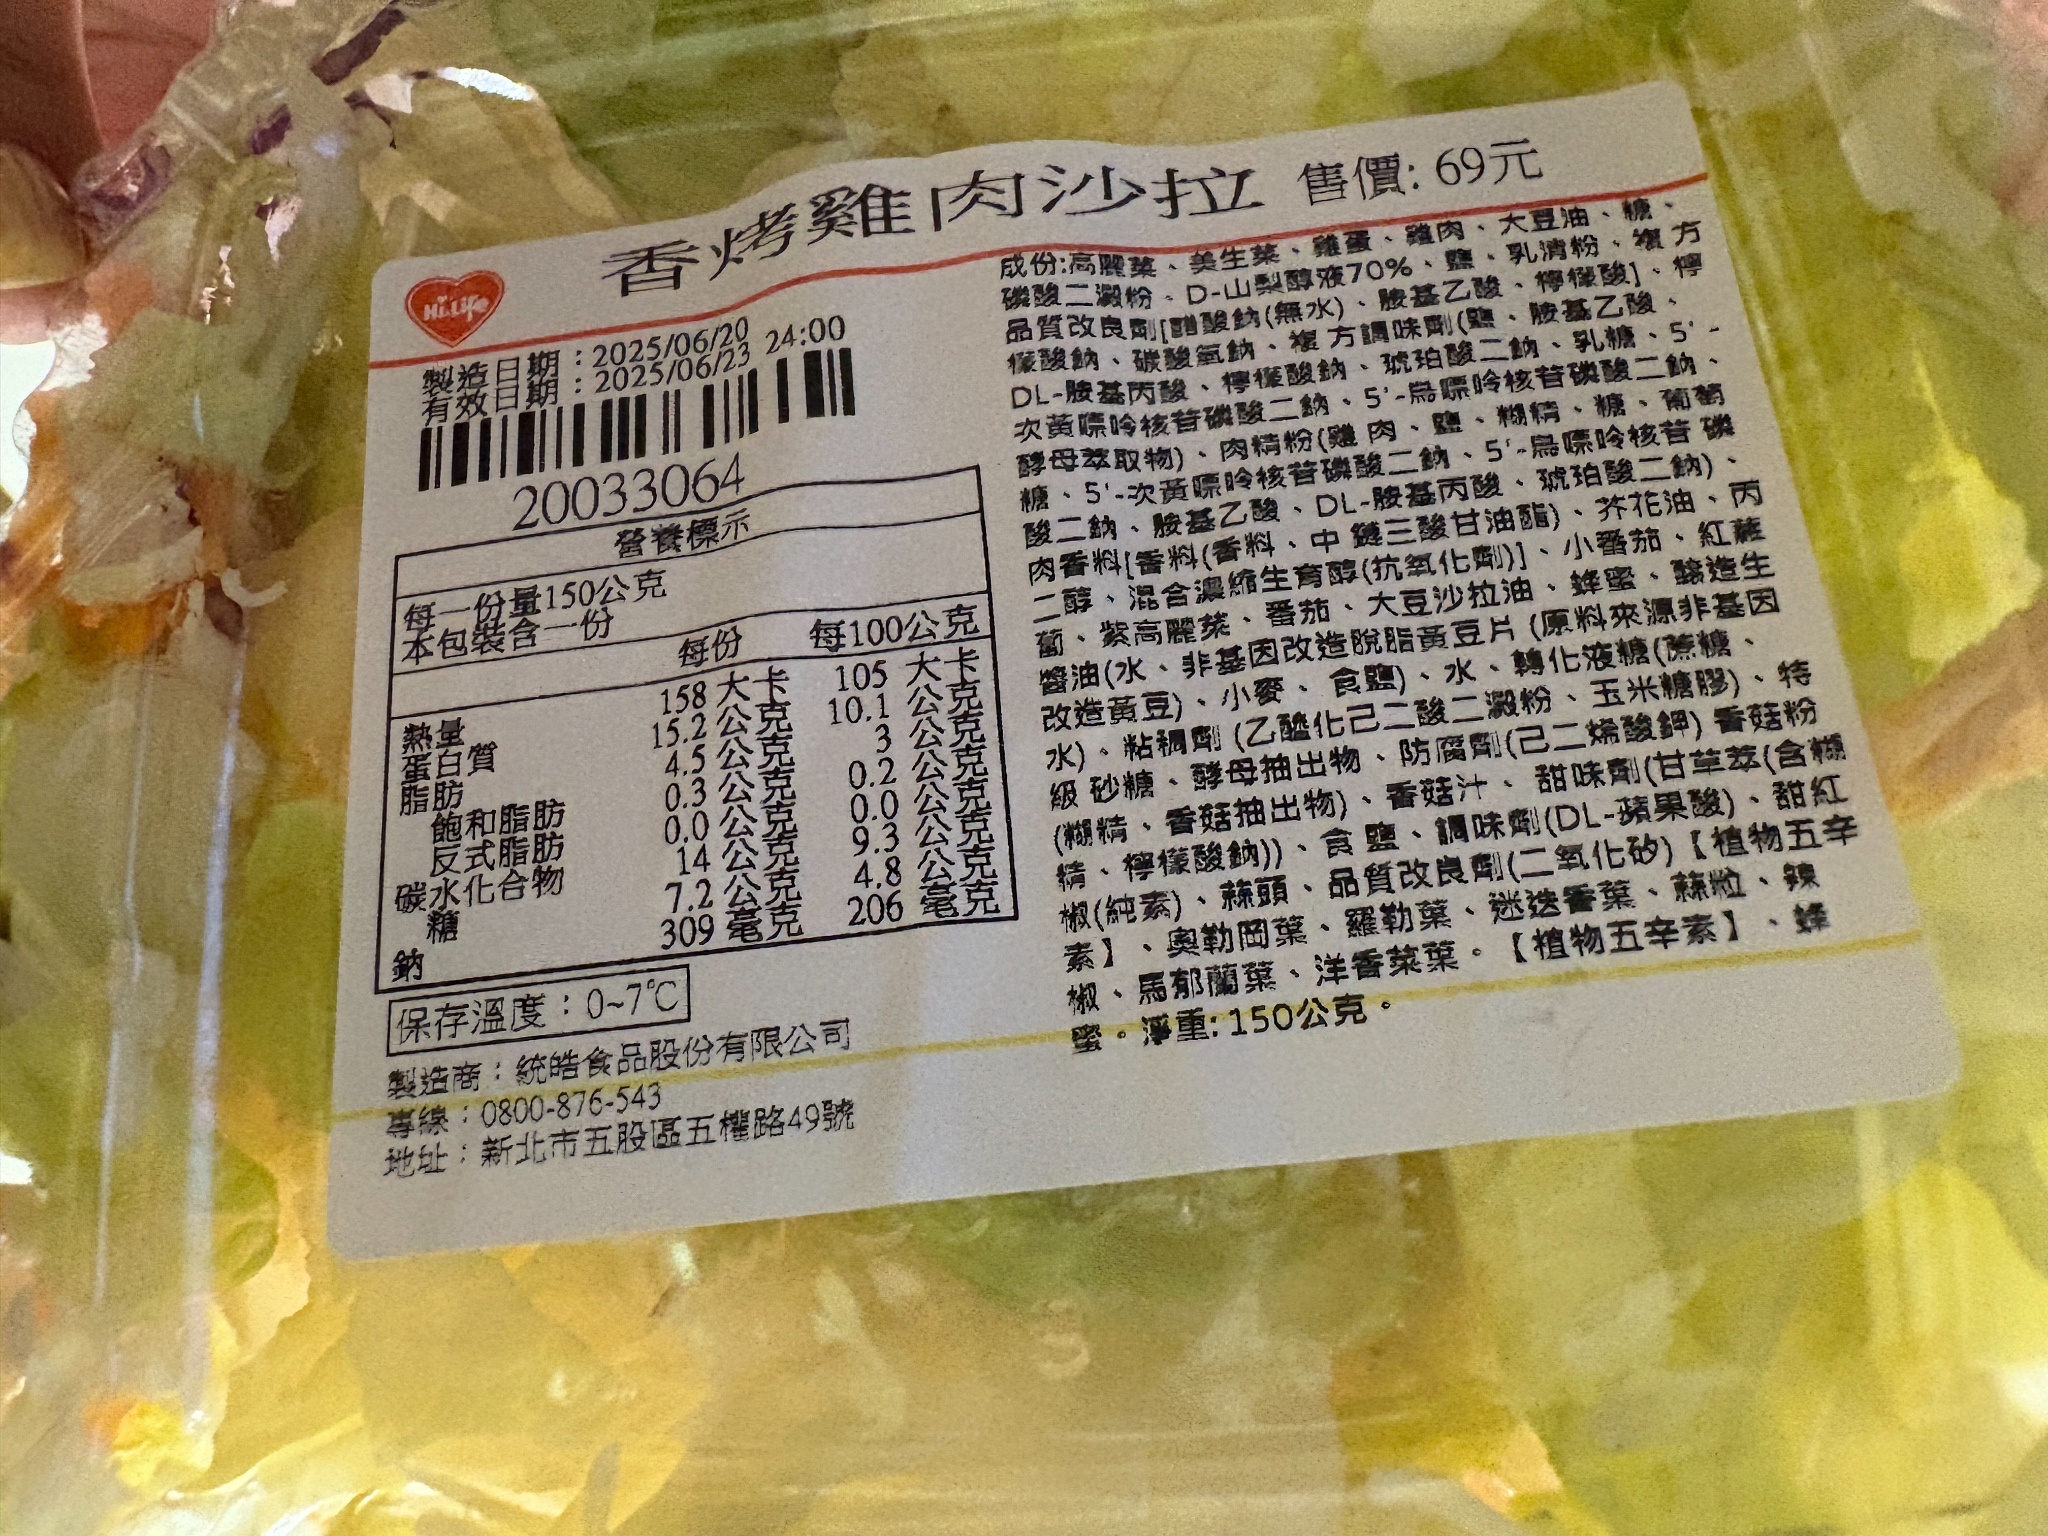 香烤雞肉沙拉 售價: 69元
Hi-Life
製造日期：2025/06/20
有效日期：2025/06/23 24:00
20033064
營養標示
每一份量150公克
本包裝含一份
每份 每100公克
熱量 158 大卡 105 大卡
蛋白質 15.2 公克 10.1 公克
脂肪 4.5 公克 3 公克
飽和脂肪 0.3 公克 0.2 公克
反式脂肪 0.0 公克 0.0 公克
碳水化合物 14 公克 9.3 公克
糖 7.2 公克 4.8 公克
鈉 309 毫克 206 毫克
保存溫度：0~7℃
製造商：統皓食品股份有限公司
專線：0800-876-543
地址：新北市五股區五權路49號
成份:高麗菜、美生菜、雞蛋、雞肉、大豆油、糖、
磷酸二澱粉、D-山梨醇液70%、鹽、乳清粉、複方
品質改良劑[醋酸鈉(無水)、胺基乙酸、檸檬酸]、檸
檬酸鈉、碳酸氫鈉、複方調味劑(鹽、胺基乙酸、
DL-胺基丙酸、檸檬酸鈉、琥珀酸二鈉、乳糖、5'-
次黃嘌呤核苷磷酸二鈉、5'-鳥嘌呤核苷磷酸二鈉、
酵母萃取物)、肉精粉(雞肉、鹽、糊精、糖、葡萄
糖、5'-次黃嘌呤核苷磷酸二鈉、5'-鳥嘌呤核苷磷
酸二鈉、胺基乙酸、DL-胺基丙酸、琥珀酸二鈉)、
肉香料[香料(香料、中鏈三酸甘油酯)、芥花油、丙
二醇、混合濃縮生育醇(抗氧化劑)]、小番茄、紅蘿
蔔、紫高麗菜、番茄、大豆沙拉油、蜂蜜、釀造生
醬油(水、非基因改造脫脂黃豆片(原料來源非基因
改造黃豆)、小麥、食鹽)、水、轉化液糖(蔗糖、
水)、粘稠劑(乙醯化己二酸二澱粉、玉米糖膠)、特
級砂糖、酵母抽出物、防腐劑(己二烯酸鉀)香菇粉
(糊精、香菇抽出物)、香菇汁、甜味劑(甘草萃(含糊
精、檸檬酸鈉))、食鹽、調味劑(DL-蘋果酸)、甜紅
椒(純素)、蒜頭、品質改良劑(二氧化矽)【植物五辛
素】、奧勒岡葉、羅勒葉、迷迭香葉、蒜粒、辣
椒、馬郁蘭葉、洋香菜葉。【植物五辛素】、蜂
蜜。淨重:150公克。